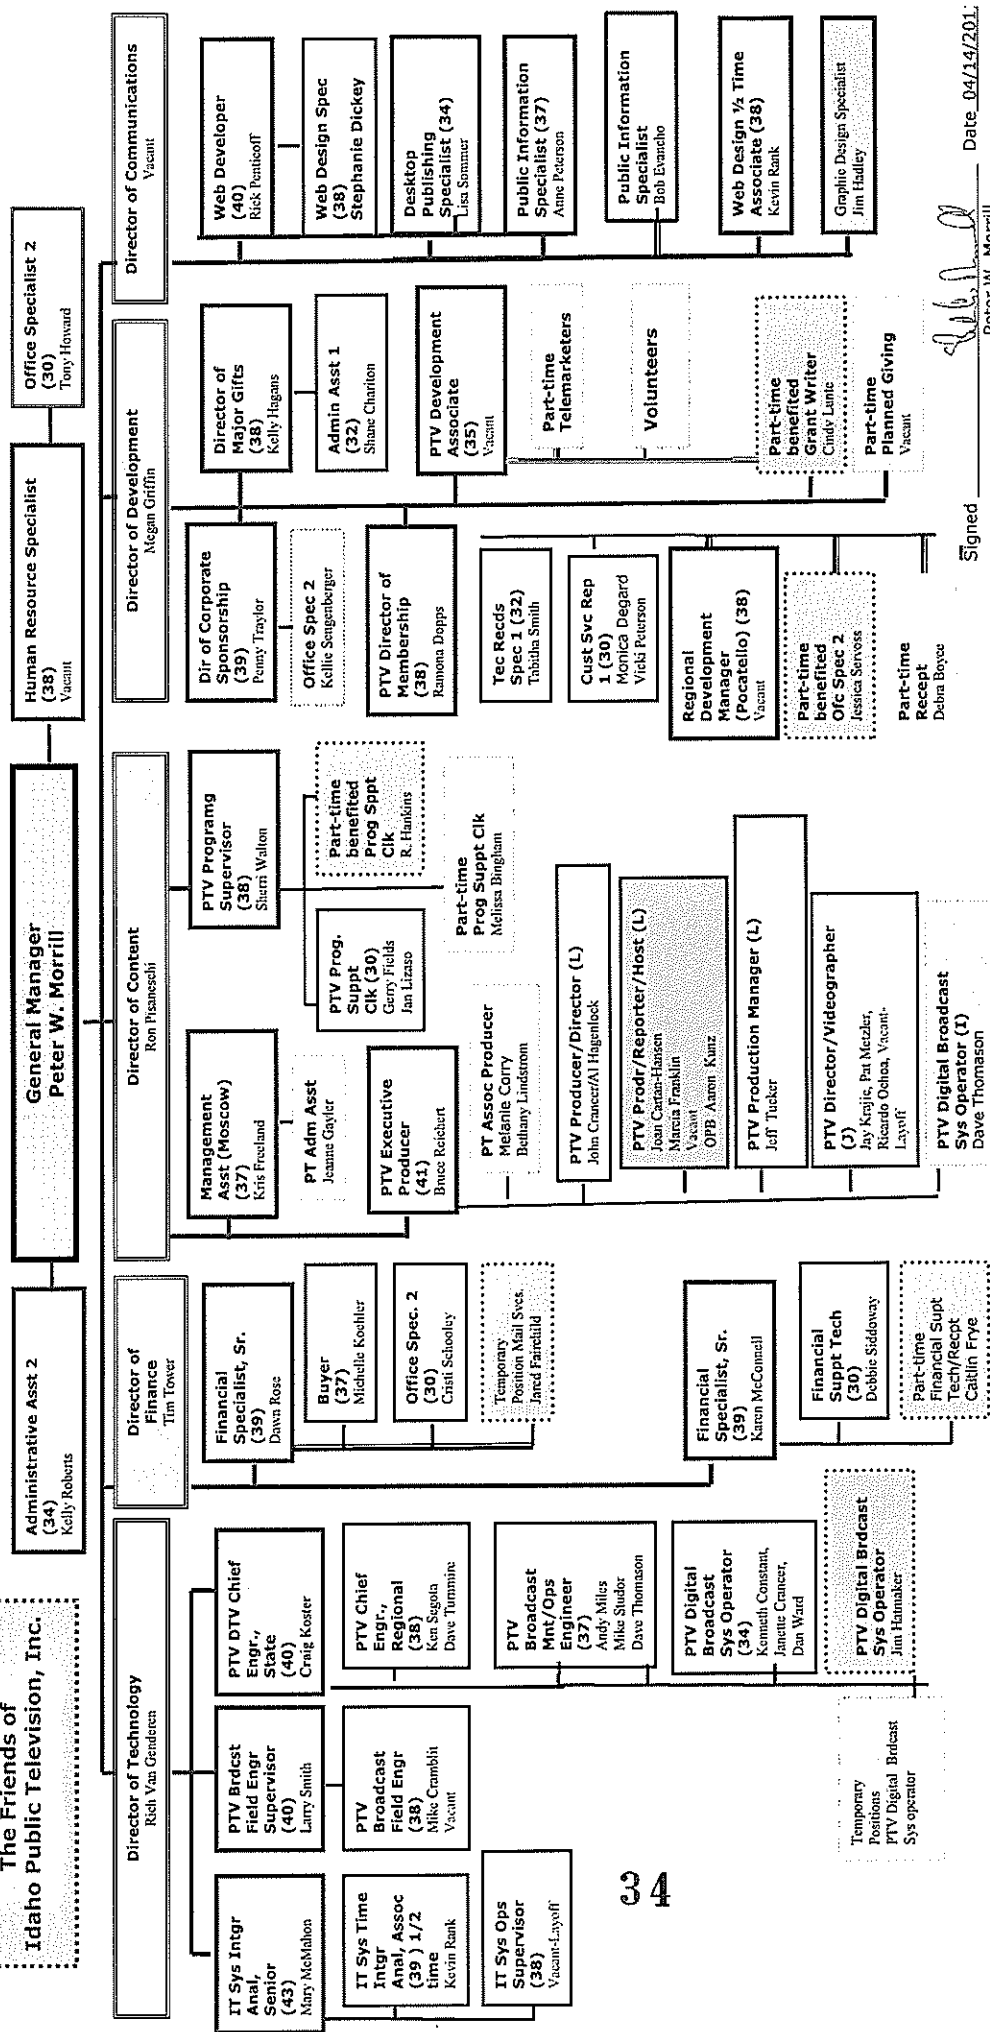 The Friends of
Idaho Public Television, Inc.
General Manager
Peter W. Morrill
Administrative Asst 2
(34)
Kelly Roberts
Human Resource Specialist
(38)
Vacant
Office Specialist 2
(30)
Tony Howard
Director of Technology
Rich Van Genderen
IT Sys Intgr
Anal,
Senior
(43)
Mary McMahon
IT Sys Time
Intgr
Anal, Assoc
(39 ) 1/2
time
Kevin Rank
IT Sys Ops
Supervisor
(38)
Vacant-Layoff
PTV Brdcst
Field Engr
Supervisor
(40)
Larry Smith
PTV
Broadcast
Field Engr
(38)
Mike Cramblit
Vacant
PTV DTV Chief
Engr.,
State
(40)
Craig Koster
PTV Chief
Engr.,
Regional
(38)
Ken Segota
Dave Tummire
PTV
Broadcast
Mnt/Ops
Engineer
(37)
Andy Miles
Mike Studor
Dave Thomason
PTV Digital
Broadcast
Sys Operator
(34)
Kenneth Constant,
Janette Crancer,
Dan Ward
PTV Digital Brdcast
Sys Operator
Jim Hatmaker
Temporary
Positions
PTV Digital Brdcast
Sys operator
Director of
Finance
Tim Tower
Financial
Specialist, Sr.
(39)
Dawn Rose
Buyer
(37)
Michelle Koehler
Office Spec. 2
(30)
Cristi Schooley
Temporary
Position Mail Svcs.
Jared Fairchild
Financial
Specialist, Sr.
(39)
Karen McConnell
Financial
Suppt Tech
(30)
Debbie Siddoway
Part-time
Financial Supt
Tech/Recpt
Caitlin Frye
Director of Content
Ron Pisaneschi
Management
Asst (Moscow)
(37)
Kris Freeland
PT Adm Asst
Jeanne Gayler
PTV Executive
Producer
(41)
Bruce Reichert
PT Assoc Producer
Melanie Curry
Bethany Lindstrom
PTV Producer/Director (L)
John Crancer/Al Hagenlock
PTV Prodr/Reporter/Host (L)
Joan Cartan-Hansen
Marcia Franklin
Vacant
OPB Aaron Kunz
PTV Production Manager (L)
Jeff Tucker
PTV Director/Videographer
(J)
Jay Krajic, Pat Metzler,
Ricardo Ochoa, Vacant-
Layoff
PTV Digital Broadcast
Sys Operator (I)
Dave Thomason
PTV Programg
Supervisor
(38)
Sherri Walton
PTV Prog.
Suppt
Clk (30)
Gerry Fields
Jan Lizaso
Part-time
benefited
Prog Sppt
Clk
R. Hankins
Part-time
Prog Suppt Clk
Melissa Bingham
Director of Development
Megan Griffin
Dir of Corporate
Sponsorship
(39)
Penny Traylor
Office Spec 2
Kellie Sengenberger
PTV Director of
Membership
(38)
Ramona Dopps
Tec Recds
Spec 1 (32)
Tabitha Smith
Cust Svc Rep
1 (30)
Monica Degard
Vicki Peterson
Regional
Development
Manager
(Pocatello) (38)
Vacant
Part-time
benefited
Ofc Spec 2
Jessica Servoss
Part-time
Recept
Debra Boyce
Director of
Major Gifts
(38)
Kelly Hagans
Admin Asst 1
(32)
Shane Charlton
PTV Development
Associate
(35)
Vacant
Part-time
Telemarketers
Volunteers
Part-time
benefited
Grant Writer
Cindy Lunte
Part-time
Planned Giving
Vacant
Director of Communications
Vacant
Web Developer
(40)
Rick Penticoff
Web Design Spec
(38)
Stephanie Dickey
Desktop
Publishing
Specialist (34)
Lisa Sommer
Public Information
Specialist (37)
Anne Peterson
Public Information
Specialist
Bob Evancho
Web Design ½ Time
Associate (38)
Kevin Rank
Graphic Design Specialist
Jim Hadley
Signed
Peter W. Morrill
Date 04/14/201
34